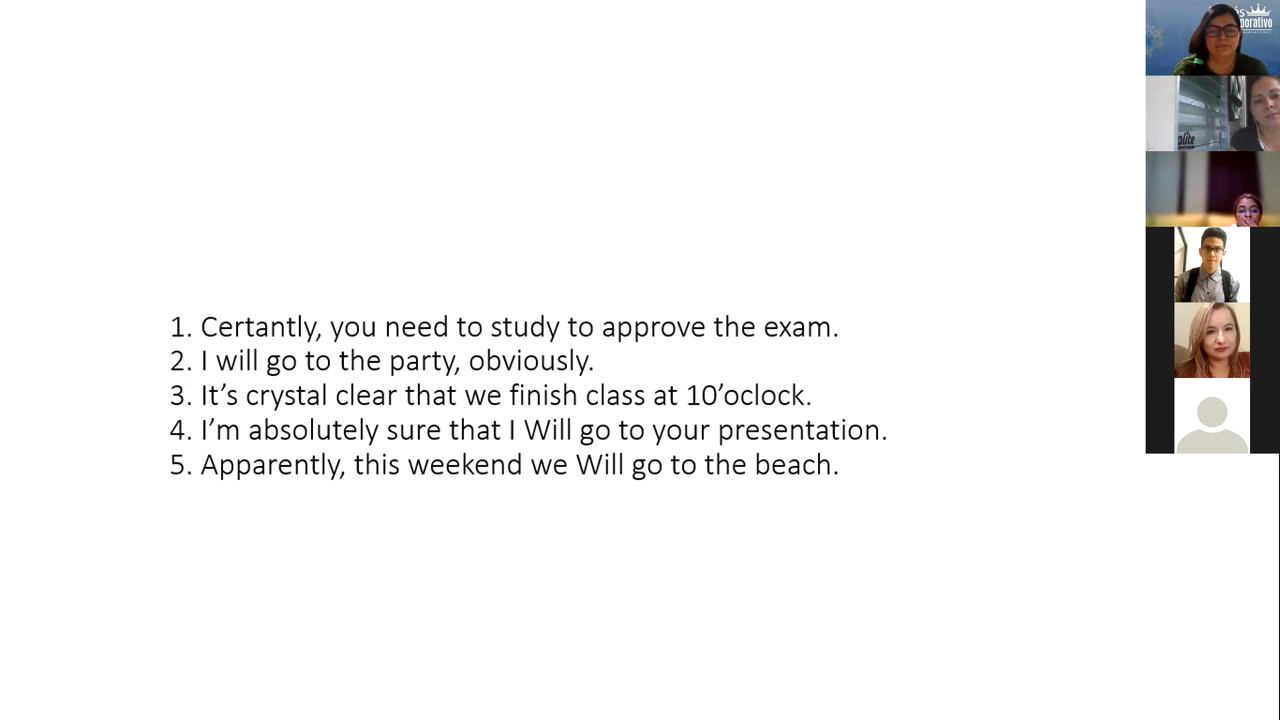 1. Certantly, you need to study to approve the exam.
2. I will go to the party, obviously.
3. It’s crystal clear that we finish class at 10’oclock.
4. I’m absolutely sure that I Will go to your presentation.
5. Apparently, this weekend we Will go to the beach.